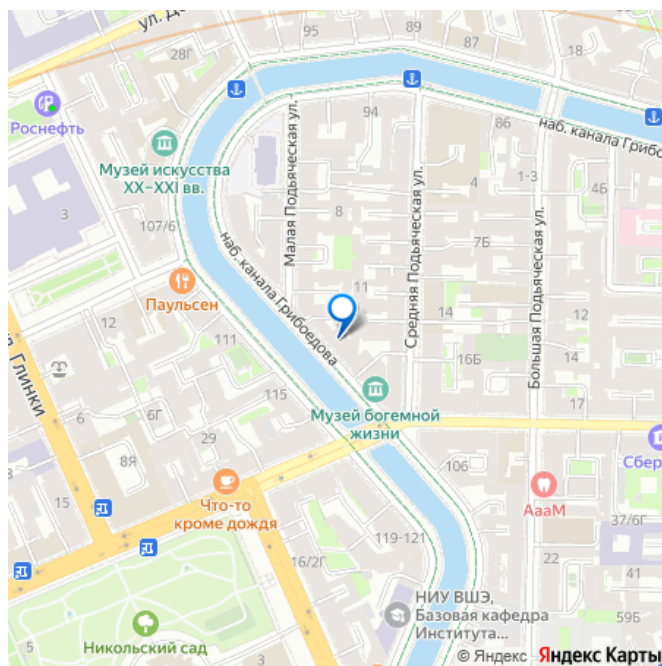 ул. Д
28Г
95
91
89
87
18
Роснефть
94
86
наб. канала Грибо
Музей искусства
XX–XXI вв.
Малая Подьяческая ул.
Средняя Подьяческая ул.
Большая Подьяческая ул.
1-3
4
4Б
3
8
7Б
107/6
наб. канала Грибоедова
11
Паульсен
12
14
14
ул. Глинки
111
16Б
115
6
6Г
29
17
Музей богемной
жизни
8Я
106
Сбер
15
Что-то
кроме дождя
АааМ
37/6Г
119-121
16/2Г
22
41
НИУ ВШЭ,
Базовая кафедра
Института...
59Б
5
5
Никольский сад
© Яндекс Яндекс Карты